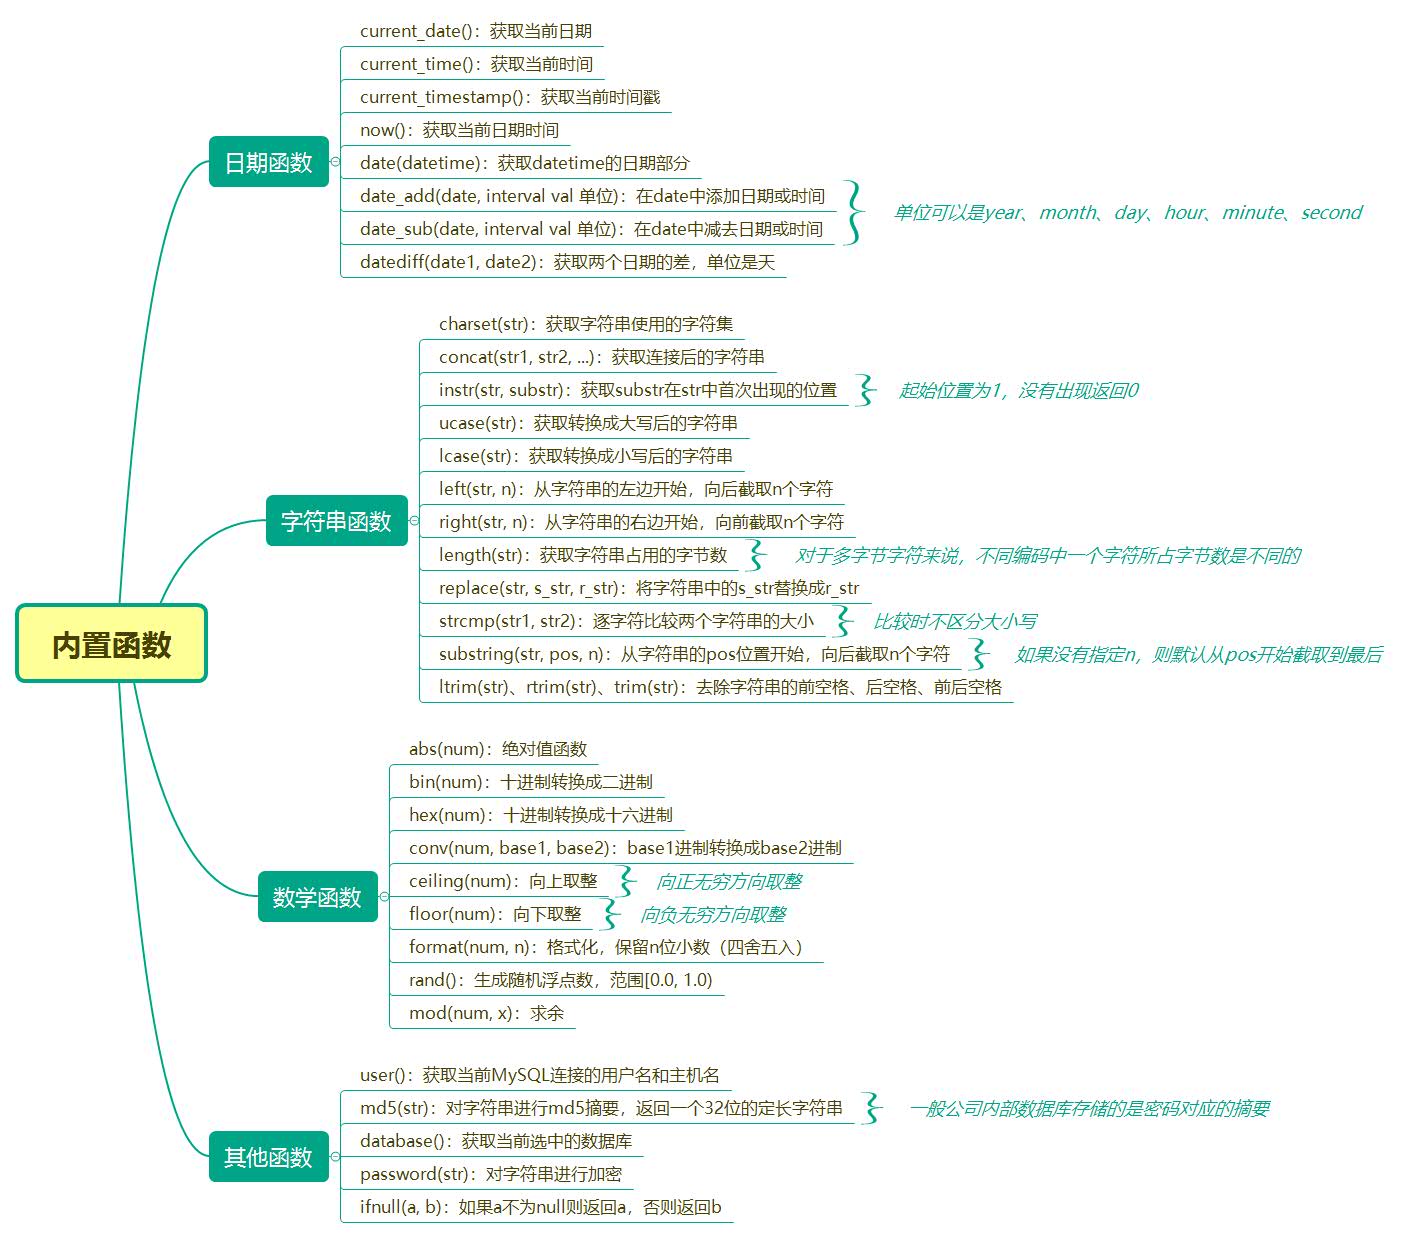 内置函数
日期函数
current_date()：获取当前日期
current_time()：获取当前时间
current_timestamp()：获取当前时间戳
now()：获取当前日期时间
date(datetime)：获取datetime的日期部分
date_add(date, interval val 单位)：在date中添加日期或时间
date_sub(date, interval val 单位)：在date中减去日期或时间
单位可以是year、month、day、hour、minute、second
datediff(date1, date2)：获取两个日期的差，单位是天
字符串函数
charset(str)：获取字符串使用的字符集
concat(str1, str2, ...)：获取连接后的字符串
instr(str, substr)：获取substr在str中首次出现的位置
起始位置为1，没有出现返回0
ucase(str)：获取转换成大写后的字符串
lcase(str)：获取转换成小写后的字符串
left(str, n)：从字符串的左边开始，向后截取n个字符
right(str, n)：从字符串的右边开始，向前截取n个字符
length(str)：获取字符串占用的字节数
对于多字节字符来说，不同编码中一个字符所占字节数是不同的
replace(str, s_str, r_str)：将字符串中的s_str替换成r_str
strcmp(str1, str2)：逐字符比较两个字符串的大小
比较时不区分大小写
substring(str, pos, n)：从字符串的pos位置开始，向后截取n个字符
如果没有指定n，则默认从pos开始截取到最后
ltrim(str)、rtrim(str)、trim(str)：去除字符串的前空格、后空格、前后空格
数学函数
abs(num)：绝对值函数
bin(num)：十进制转换成二进制
hex(num)：十进制转换成十六进制
conv(num, base1, base2)：base1进制转换成base2进制
ceiling(num)：向上取整
向正无穷方向取整
floor(num)：向下取整
向负无穷方向取整
format(num, n)：格式化，保留n位小数（四舍五入）
rand()：生成随机浮点数，范围[0.0, 1.0)
mod(num, x)：求余
其他函数
user()：获取当前MySQL连接的用户名和主机名
md5(str)：对字符串进行md5摘要，返回一个32位的定长字符串
一般公司内部数据库存储的是密码对应的摘要
database()：获取当前选中的数据库
password(str)：对字符串进行加密
ifnull(a, b)：如果a不为null则返回a，否则返回b